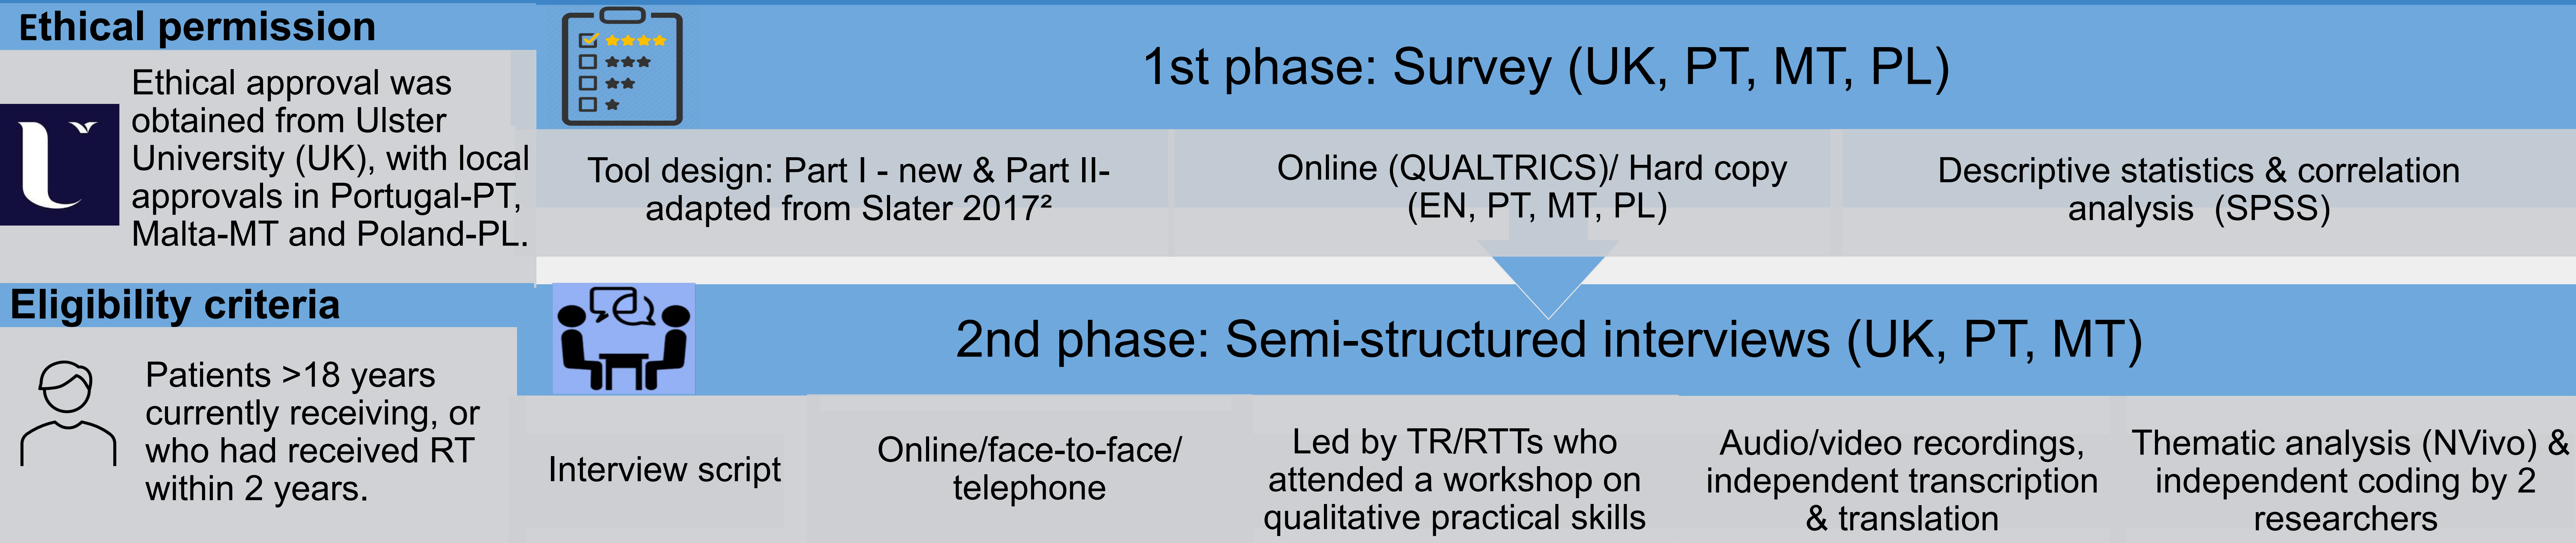 Ethical permission
Ethical approval was
obtained from Ulster
University (UK), with local
approvals in Portugal-PT,
Malta-MT and Poland-PL.
Eligibility criteria
Patients >18 years
currently receiving, or
who had received RT
within 2 years.
1st phase: Survey (UK, PT, MT, PL)
Tool design: Part I - new & Part II-
adapted from Slater 2017²
Online (QUALTRICS)/ Hard copy
(EN, PT, MT, PL)
Descriptive statistics & correlation
analysis  (SPSS)
2nd phase: Semi-structured interviews (UK, PT, MT)
Interview script
Online/face-to-face/
telephone
Led by TR/RTTs who
attended a workshop on
qualitative practical skills
Audio/video recordings,
independent transcription
& translation
Thematic analysis (NVivo) &
independent coding by 2
researchers